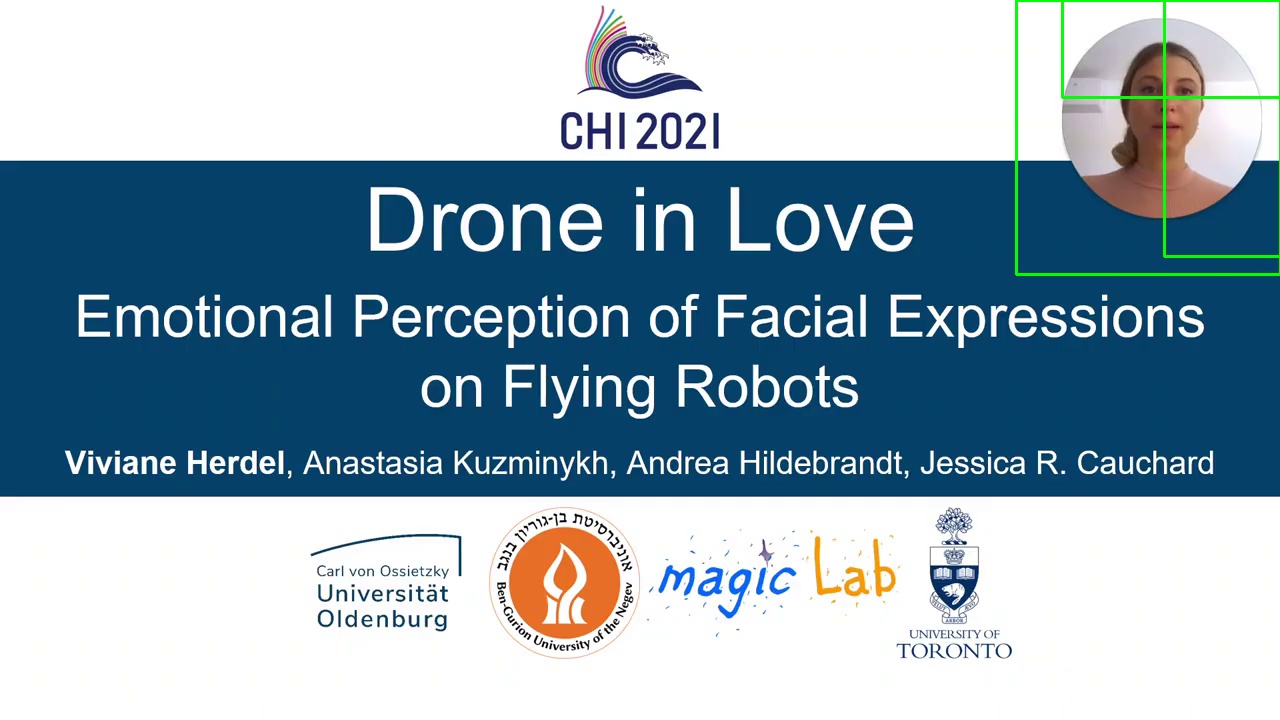 CHI 2021
Drone in Love
Emotional Perception of Facial Expressions
on Flying Robots
Viviane Herdel, Anastasia Kuzminykh, Andrea Hildebrandt, Jessica R. Cauchard
Carl von Ossietzky
Universität
Oldenburg
אוניברסיטת בן-גוריון בנגב
Ben-Gurion University of the Negev
magic Lab
UNIVERSITY OF
TORONTO